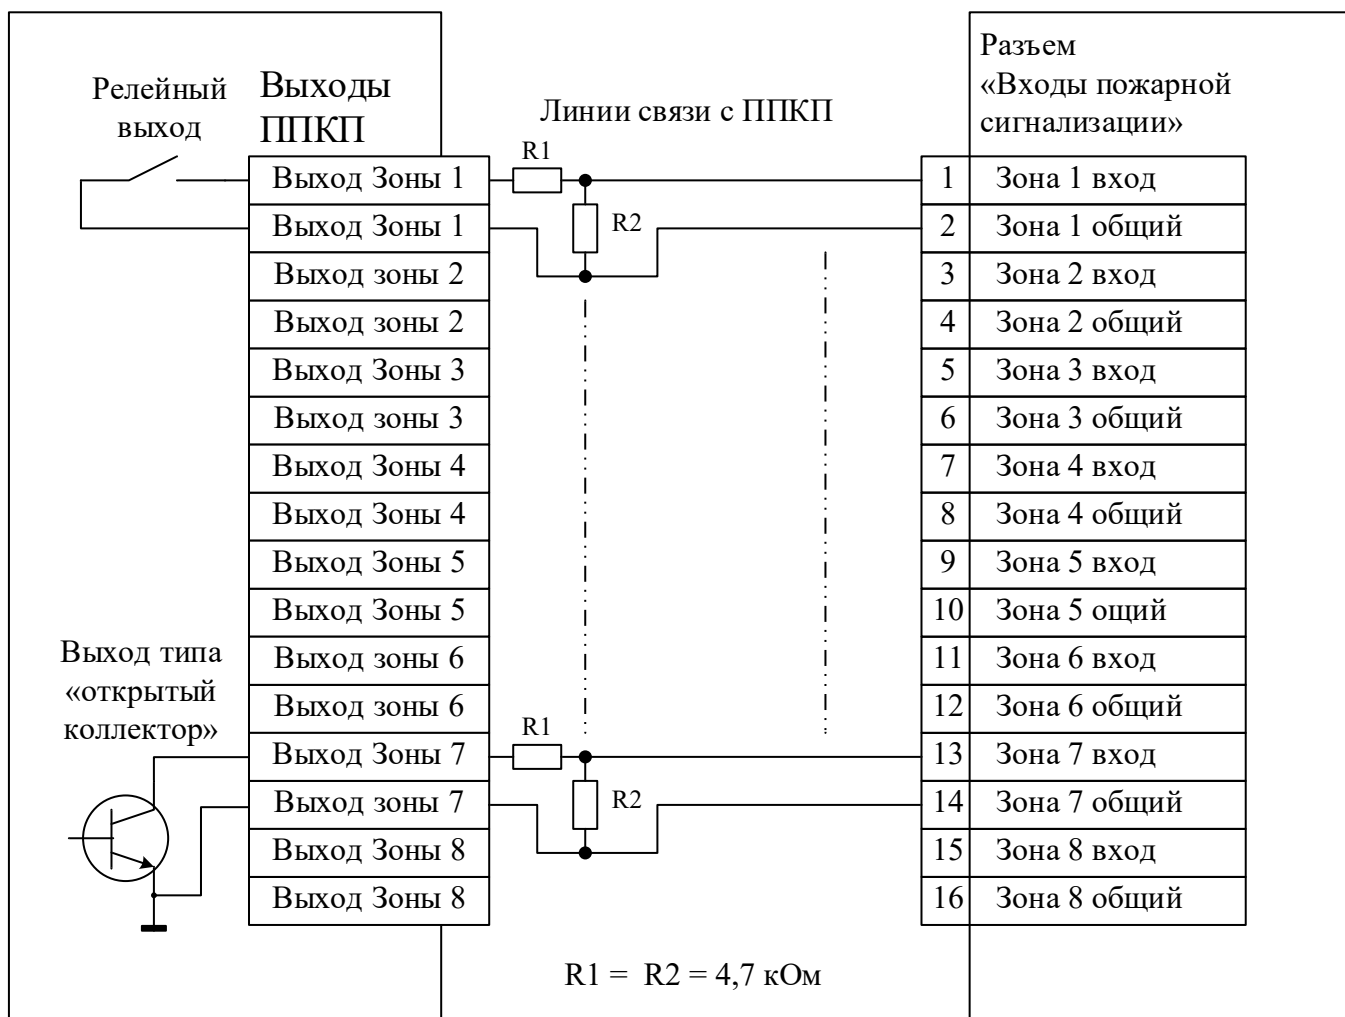 Релейный
выход
Выходы
ППКП
Линии связи с ППКП
Разъем
«Входы пожарной
сигнализации»
R1
Выход Зоны 1
1
Зона 1 вход
Выход Зоны 1
R2
2
Зона 1 общий
Выход зоны 2
3
Зона 2 вход
Выход зоны 2
4
Зона 2 общий
Выход Зоны 3
5
Зона 3 вход
Выход зоны 3
6
Зона 3 общий
Выход Зоны 4
7
Зона 4 вход
Выход Зоны 4
8
Зона 4 общий
Выход Зоны 5
9
Зона 5 вход
Выход Зоны 5
10
Зона 5 ощий
Выход зоны 6
11
Зона 6 вход
Выход зоны 6
12
Зона 6 общий
Выход типа
«открытый
коллектор»
R1
Выход Зоны 7
13
Зона 7 вход
Выход зоны 7
R2
14
Зона 7 общий
Выход Зоны 8
15
Зона 8 вход
Выход Зоны 8
16
Зона 8 общий
R1 = R2 = 4,7 кОм